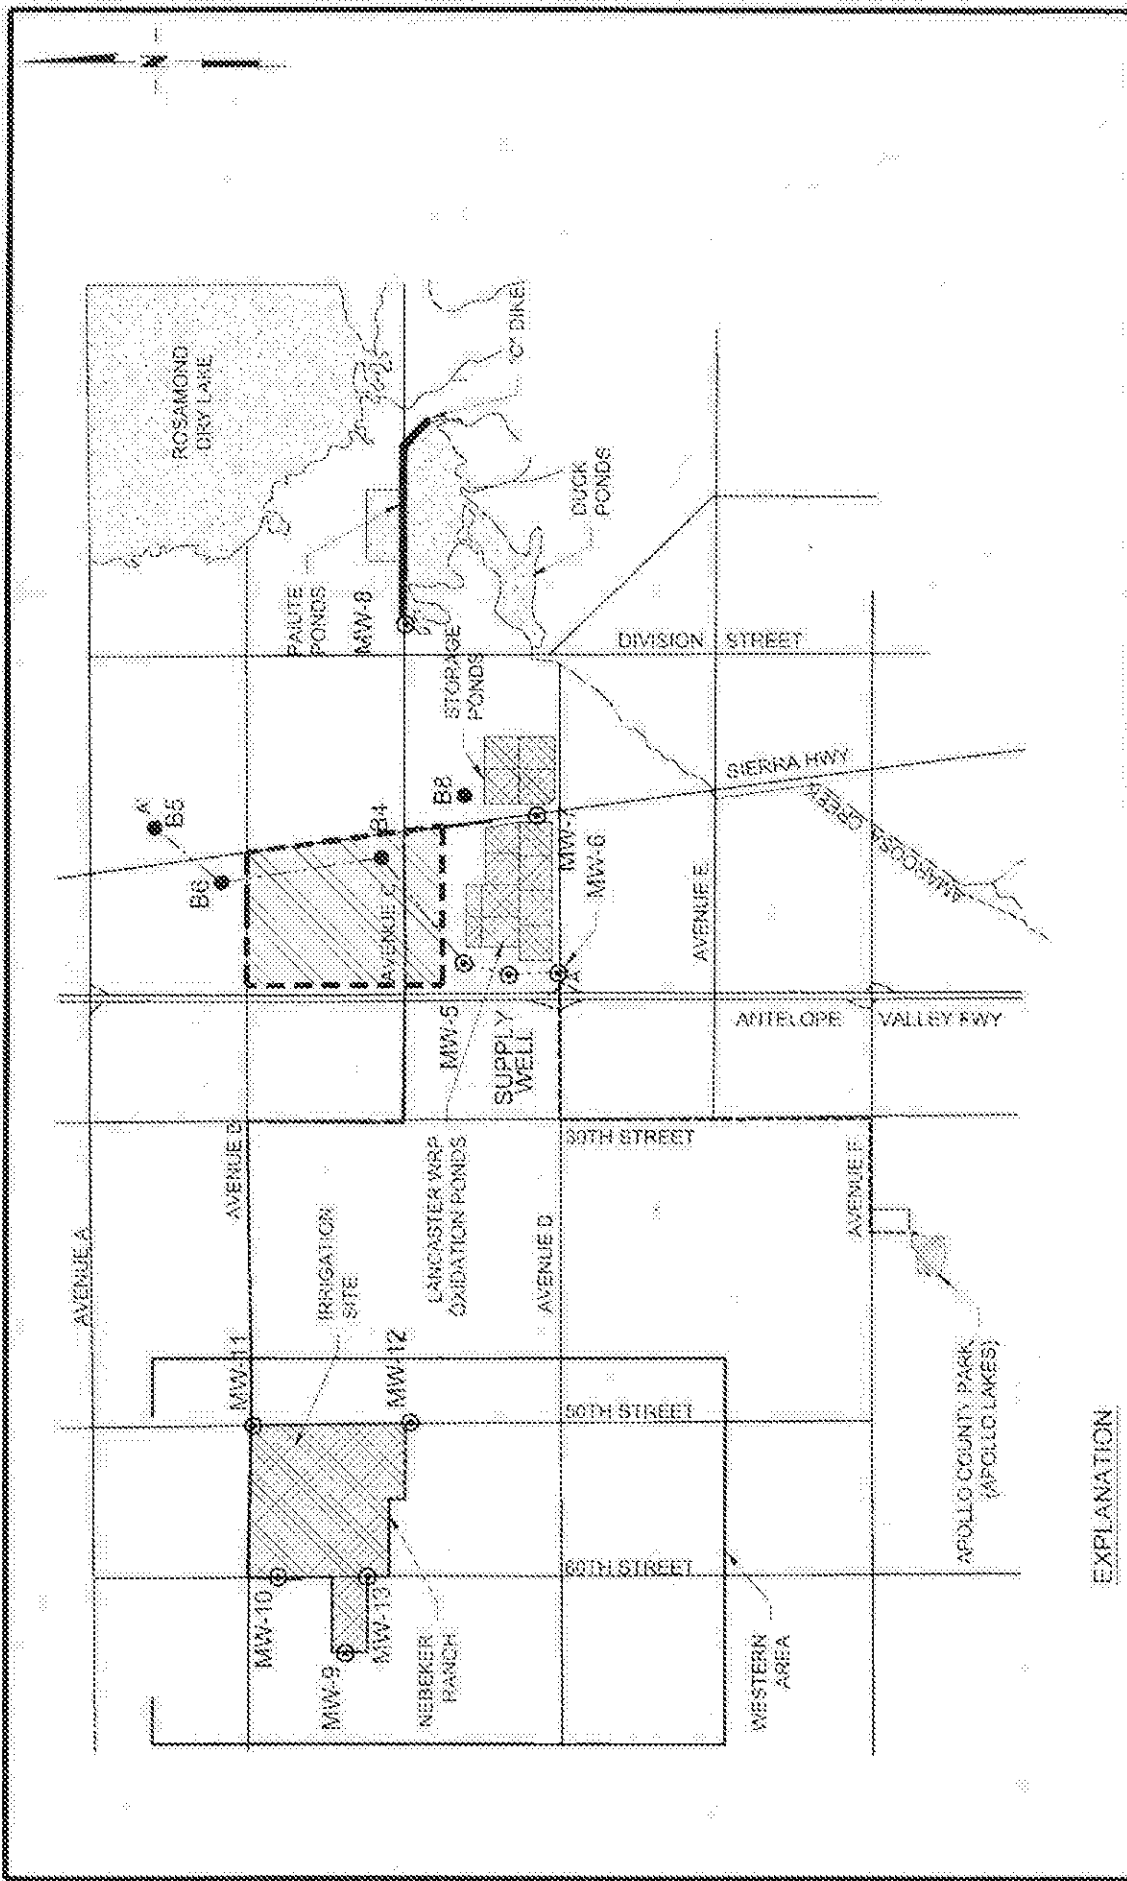 N
ROSAMOND
DRY LAKE
"C" DIKE
PAIUTE
PONDS
MW-8
DUCK
PONDS
STORAGE
PONDS
DIVISION STREET
A'
B5
B6
B4
B8
AVENUE C
SIERRA HWY
AMARGOSA CREEK
MW-7
MW-6
A
AVENUE E
MW-5
SUPPLY
WELL
ANTELOPE VALLEY HWY
AVENUE A
AVENUE B
30TH STREET
LANCASTER WRP
OXIDATION PONDS
AVENUE D
AVENUE F
IRRIGATION
SITE
MW-11
MW-12
50TH STREET
APOLLO COUNTY PARK
(APOLLO LAKES)
MW-10
MW-13
MW-9
60TH STREET
NEBEKER
RANCH
WESTERN
AREA
EXPLANATION